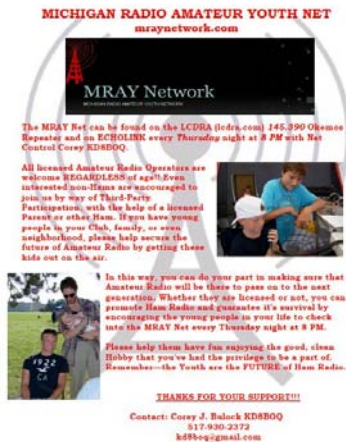 MICHIGAN RADIO AMATEUR YOUTH NET
mraynetwork.com
MRAY Network
MICHIGAN RADIO AMATEUR YOUTH NETWORK
The MRAY Net can be found on the LCDRA (lcdra.com) 145.390 Okemos
Repeater and on ECHOLINK every Thursday night at 8 PM with Net
Control Corey KD8BOQ.
All licensed Amateur Radio Operators are
welcome REGARDLESS of age!! Even
interested non-Hams are encouraged to
join us by way of Third-Party
Participation, with the help of a licensed
Parent or other Ham. If you have young
people in your Club, family, or even
neighborhood, please help secure the
future of Amateur Radio by getting these
kids out on the air.
In this way, you can do your part in making sure that
Amateur Radio will be there to pass on to the next
generation. Whether they are licensed or not, you can
promote Ham Radio and guarantee it's survival by
encouraging the young people in your life to check
into the MRAY Net every Thursday night at 8 PM.
Please help them have fun enjoying the good, clean
Hobby that you've had the privilege to be a part of.
Remember---the Youth are the FUTURE of Ham Radio.
1922
CA
THANKS FOR YOUR SUPPORT!!!
Contact: Corey J. Bulock KD8BOQ
517-930-2372
kd8boq@gmail.com